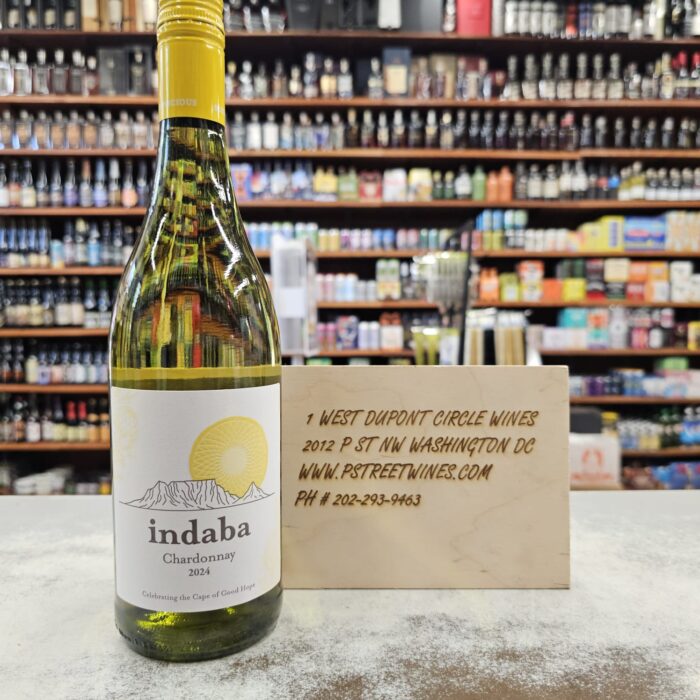 indaba
Chardonnay
2024
Celebrating the Cape of Good Hope
1 WEST DUPONT CIRCLE WINES
2012 P ST NW WASHINGTON DC
WWW.PSTREETWINES.COM
PH # 202-293-9463